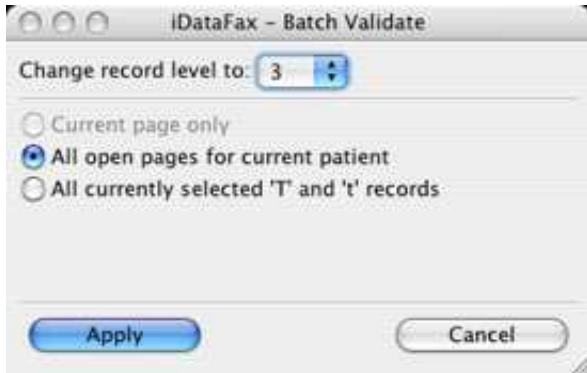 iDataFax – Batch Validate
Change record level to: 3
Current page only
All open pages for current patient
All currently selected 'T' and 't' records
Apply Cancel